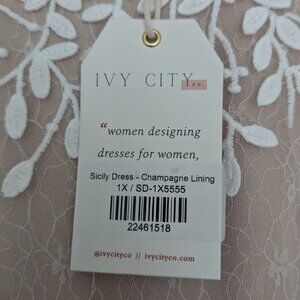 IVY CITY co.
“women designing
dresses for women,
Sicily Dress - Champagne Lining
1X / SD-1X5555
22461518
@ivycityco // ivycityco.com